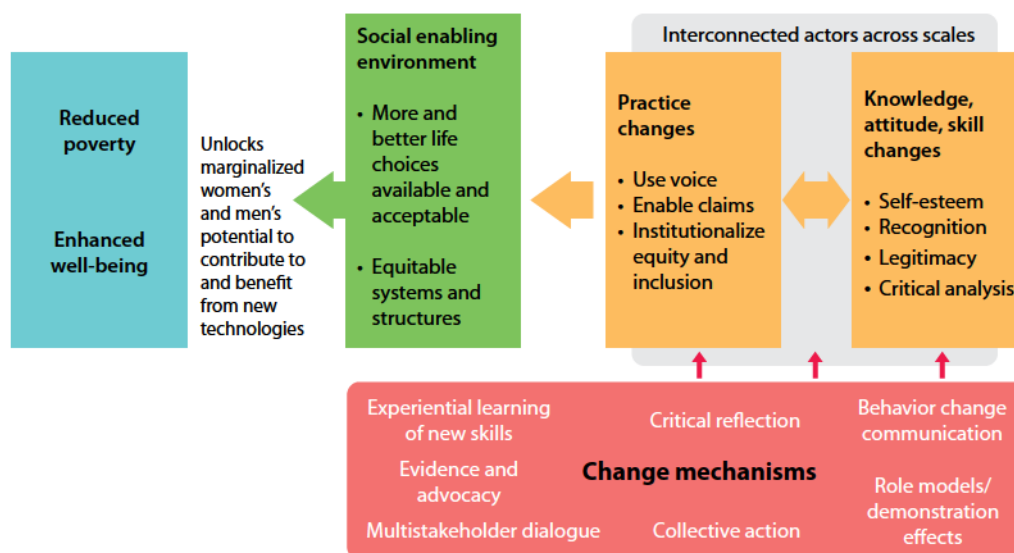 Reduced
poverty
Enhanced
well-being
Unlocks
marginalized
women's
and men's
potential to
contribute to
and benefit
from new
technologies
Social enabling
environment
• More and
better life
choices
available and
acceptable
• Equitable
systems and
structures
Interconnected actors across scales
Practice
changes
• Use voice
• Enable claims
• Institutionalize
equity and
inclusion
Knowledge,
attitude, skill
changes
• Self-esteem
• Recognition
• Legitimacy
• Critical analysis
Experiential learning
of new skills
Critical reflection
Behavior change
communication
Evidence and
advocacy
Change mechanisms
Role models/
demonstration
effects
Multistakeholder dialogue
Collective action